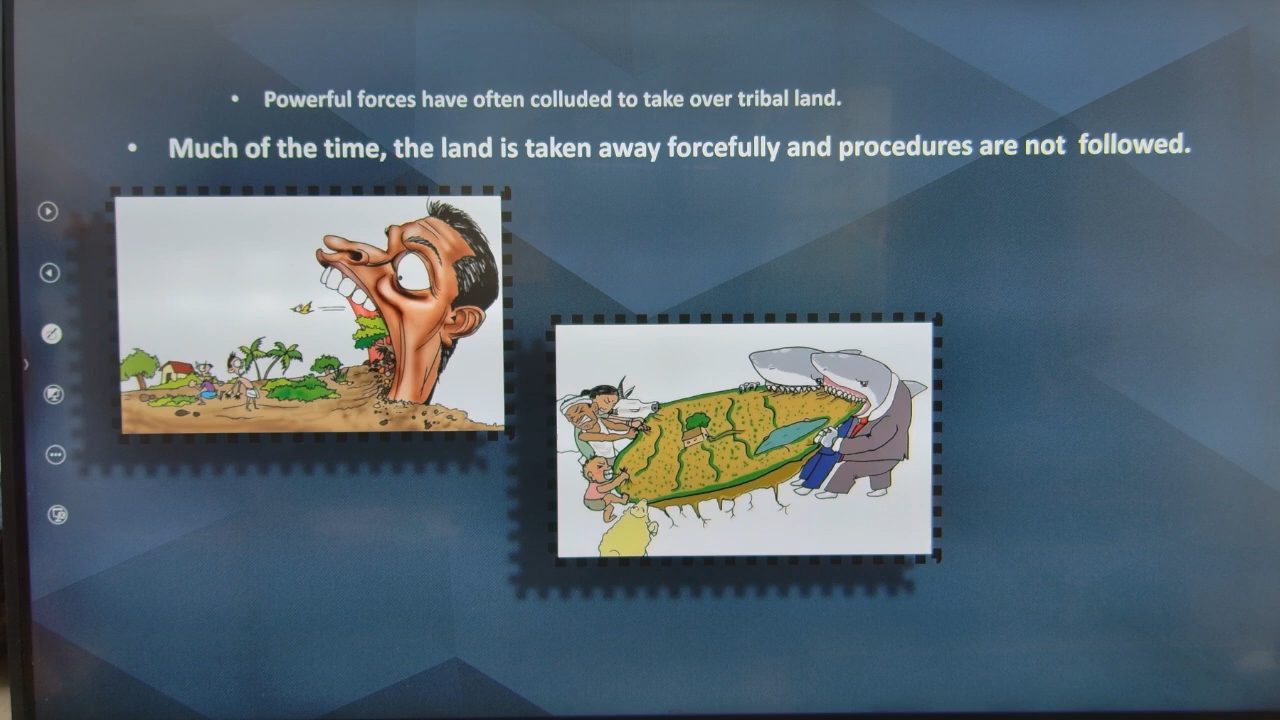 • Powerful forces have often colluded to take over tribal land.
• Much of the time, the land is taken away forcefully and procedures are not followed.